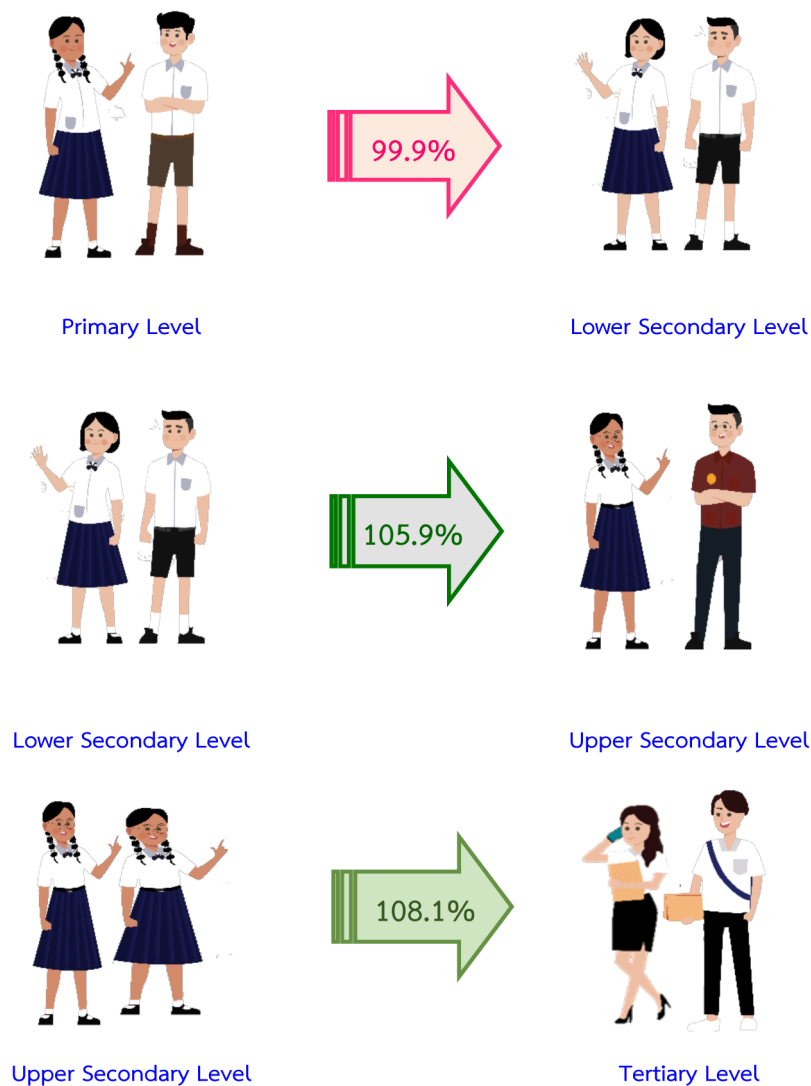 99.9%
Primary Level
Lower Secondary Level
105.9%
Lower Secondary Level
Upper Secondary Level
108.1%
Upper Secondary Level
Tertiary Level